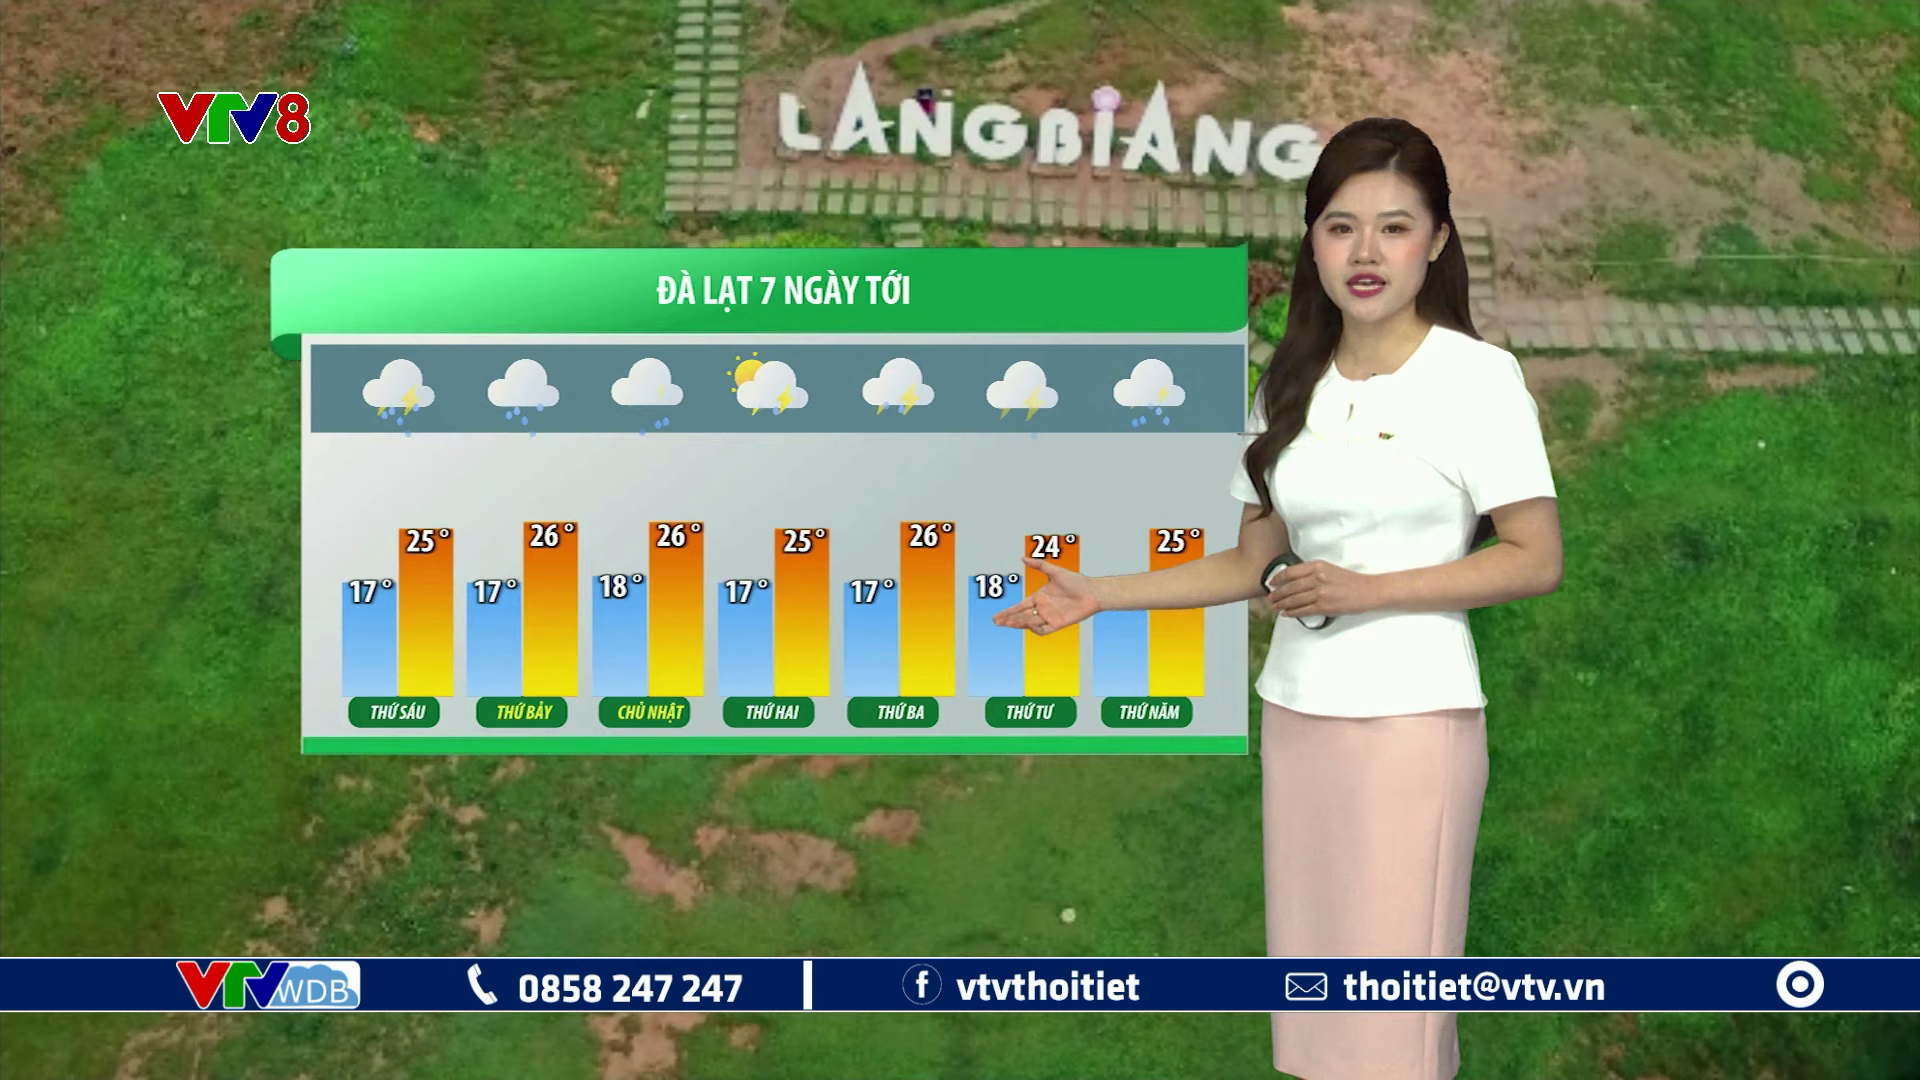 LANGBIANG
VTV8
ĐÀ LẠT 7 NGÀY TỚI
17° 25° 17° 26° 18° 26° 17° 25° 17° 26° 18° 24° 25°
THỨ SÁU THỨ BẢY CHỦ NHẬT THỨ HAI THỨ BA THỨ TƯ THỨ NĂM
VTV WDB 0858 247 247 vtvthoitiet thoitiet@vtv.vn